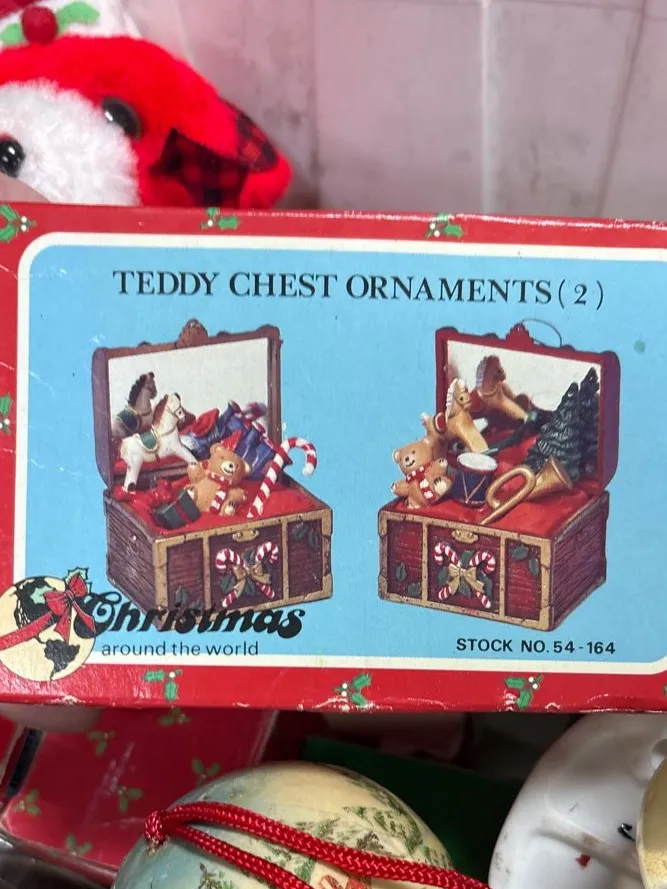 TEDDY CHEST ORNAMENTS (2)
Christmas
around the world
STOCK NO. 54-164